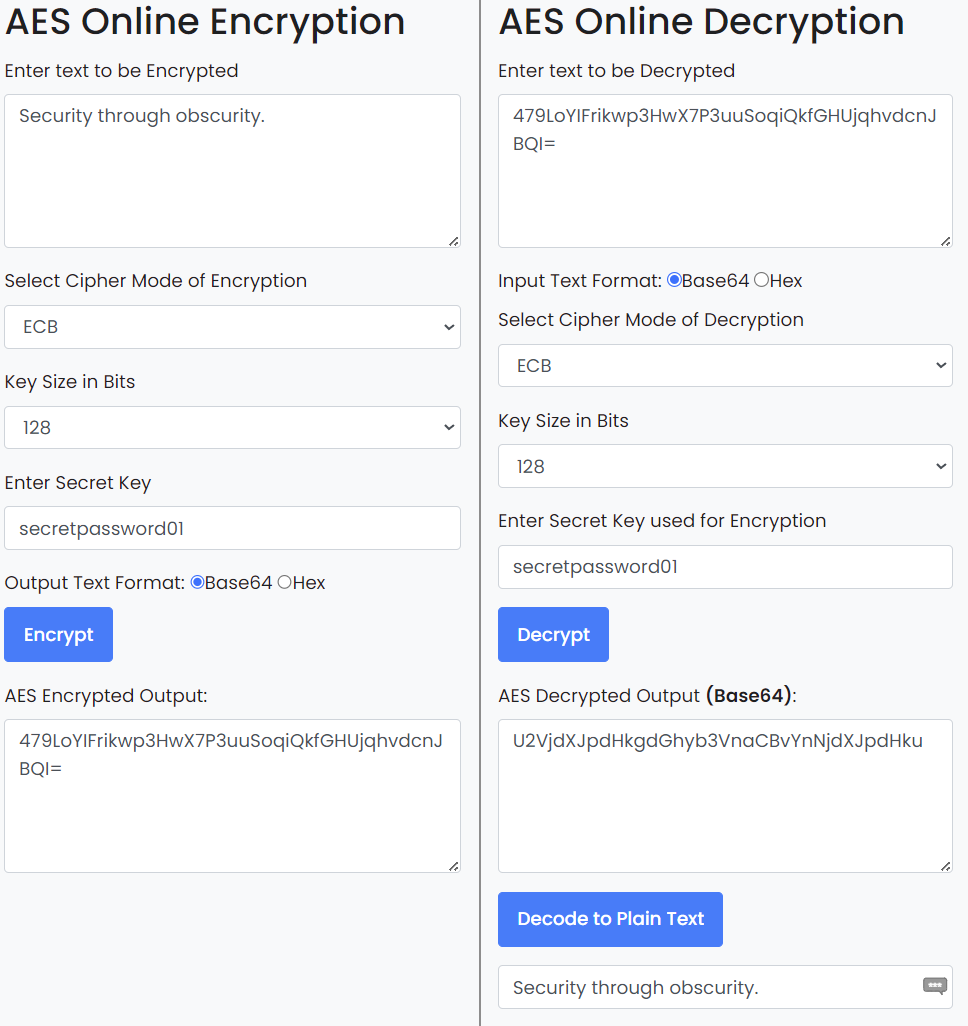 AES Online Encryption
Enter text to be Encrypted
Security through obscurity.
Select Cipher Mode of Encryption
ECB
Key Size in Bits
128
Enter Secret Key
secretpassword01
Output Text Format: Base64 Hex
Encrypt
AES Encrypted Output:
479LoYIFrikwp3HwX7P3uuSoqiQkfGHUjqhvdcnJ
BQI=
AES Online Decryption
Enter text to be Decrypted
479LoYIFrikwp3HwX7P3uuSoqiQkfGHUjqhvdcnJ
BQI=
Input Text Format: Base64 Hex
Select Cipher Mode of Decryption
ECB
Key Size in Bits
128
Enter Secret Key used for Encryption
secretpassword01
Decrypt
AES Decrypted Output (Base64):
U2VjdXJpdHkgdGhyb3VnaCBvYnNjdXJpdHku
Decode to Plain Text
Security through obscurity.